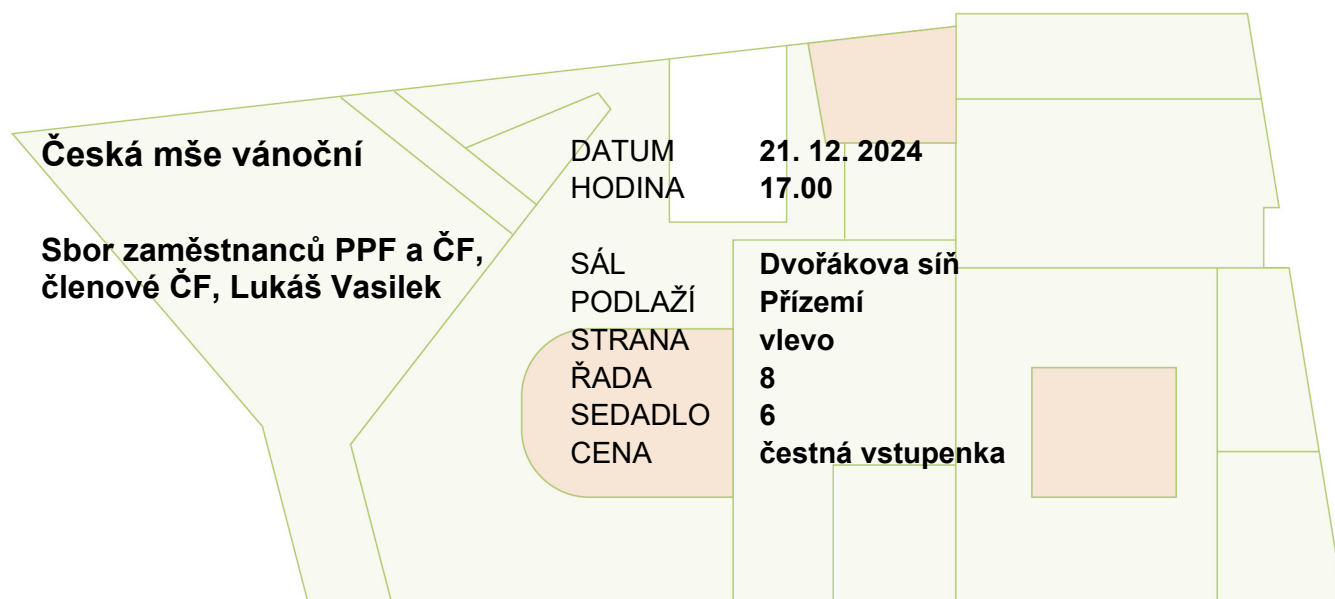 Česká mše vánoční
Sbor zaměstnanců PPF a ČF,
členové ČF, Lukáš Vasilek
DATUM 21. 12. 2024
HODINA 17.00
SÁL Dvořákova síň
PODLAŽÍ Přízemí
STRANA vlevo
ŘADA 8
SEDADLO 6
CENA čestná vstupenka